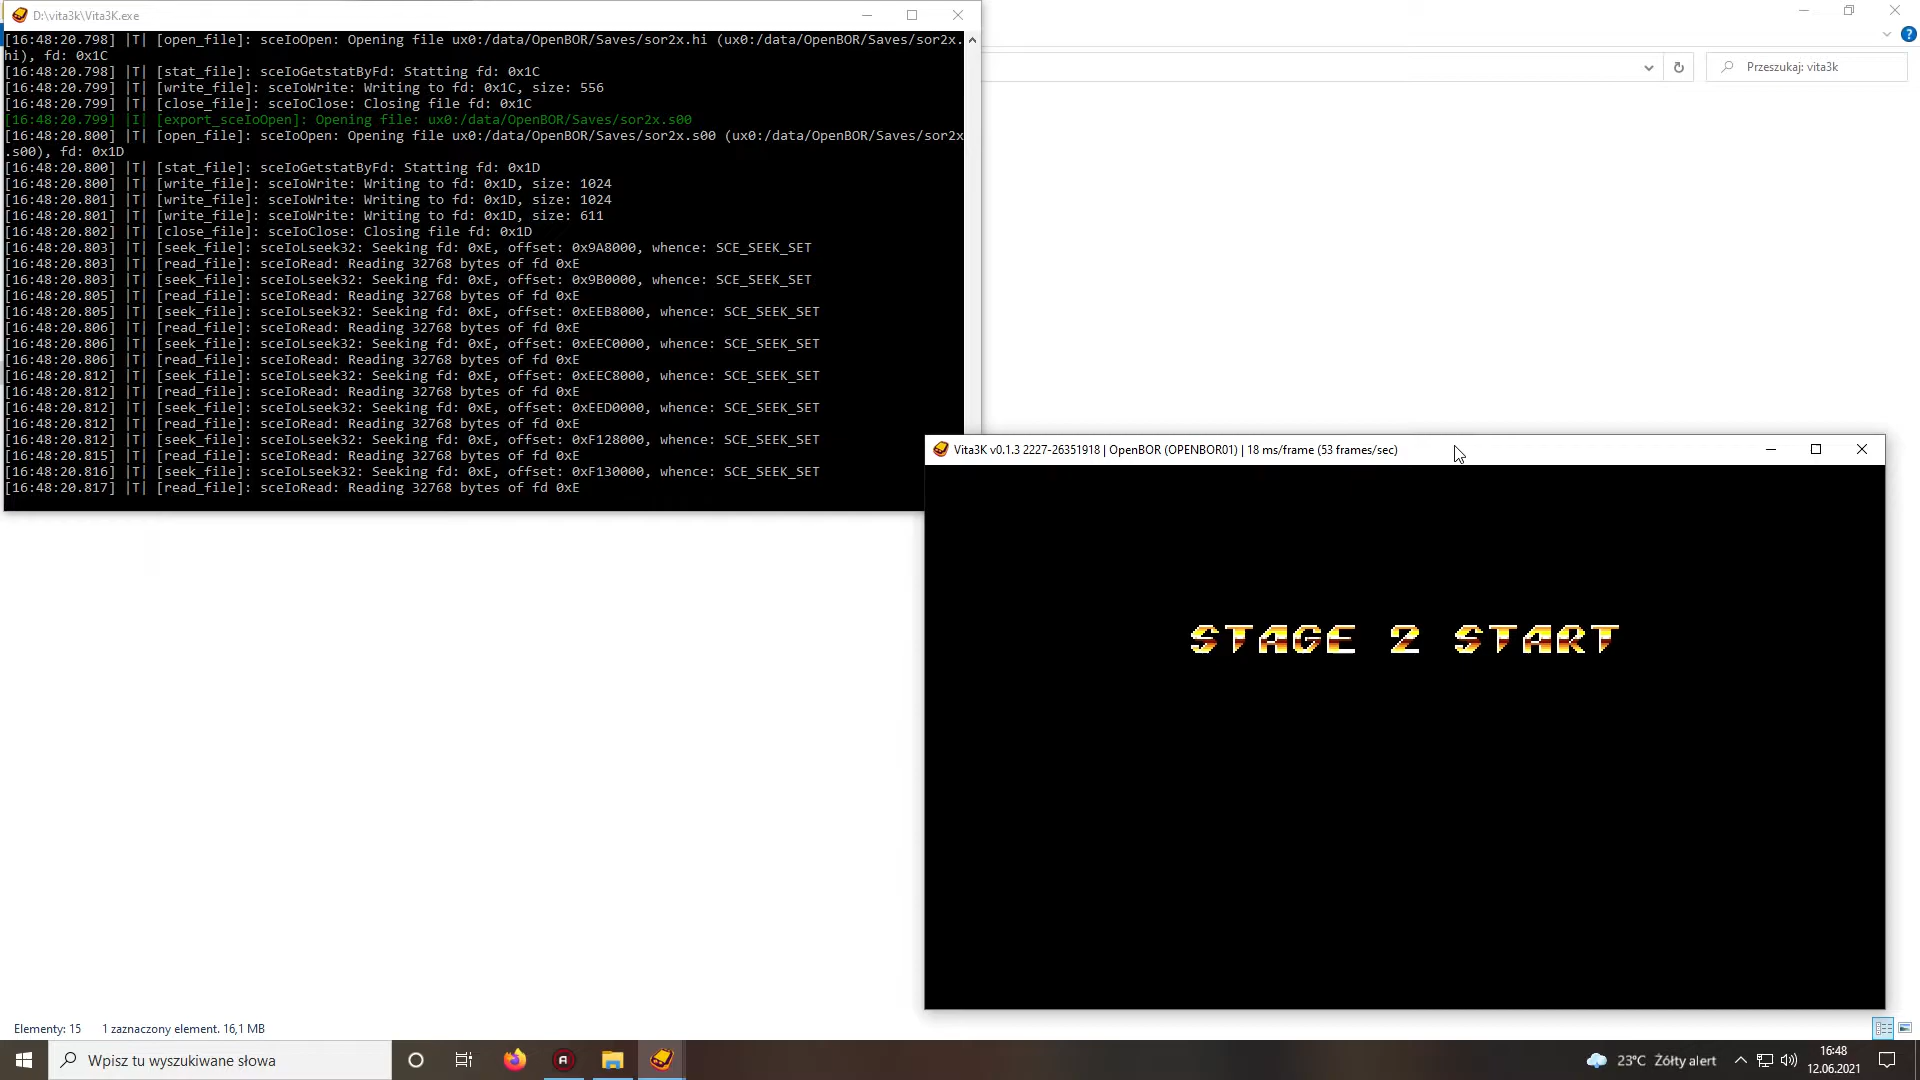 D:\vita3k\Vita3K.exe
[16:48:20.798] |T| [open_file]: sceIoOpen: Opening file ux0:/data/OpenBOR/Saves/sor2x.hi (ux0:/data/OpenBOR/Saves/sor2x.
hi), fd: 0x1C
[16:48:20.798] |T| [stat_file]: sceIoGetstatByFd: Statting fd: 0x1C
[16:48:20.799] |T| [write_file]: sceIoWrite: Writing to fd: 0x1C, size: 556
[16:48:20.799] |T| [close_file]: sceIoClose: Closing file fd: 0x1C
[16:48:20.799] |I| [export_sceIoOpen]: Opening file: ux0:/data/OpenBOR/Saves/sor2x.s00
[16:48:20.800] |T| [open_file]: sceIoOpen: Opening file ux0:/data/OpenBOR/Saves/sor2x.s00 (ux0:/data/OpenBOR/Saves/sor2x
.s00), fd: 0x1D
[16:48:20.800] |T| [stat_file]: sceIoGetstatByFd: Statting fd: 0x1D
[16:48:20.800] |T| [write_file]: sceIoWrite: Writing to fd: 0x1D, size: 1024
[16:48:20.801] |T| [write_file]: sceIoWrite: Writing to fd: 0x1D, size: 1024
[16:48:20.801] |T| [write_file]: sceIoWrite: Writing to fd: 0x1D, size: 611
[16:48:20.802] |T| [close_file]: sceIoClose: Closing file fd: 0x1D
[16:48:20.803] |T| [seek_file]: sceIoLseek32: Seeking fd: 0xE, offset: 0x9A8000, whence: SCE_SEEK_SET
[16:48:20.803] |T| [read_file]: sceIoRead: Reading 32768 bytes of fd 0xE
[16:48:20.803] |T| [seek_file]: sceIoLseek32: Seeking fd: 0xE, offset: 0x9B0000, whence: SCE_SEEK_SET
[16:48:20.805] |T| [read_file]: sceIoRead: Reading 32768 bytes of fd 0xE
[16:48:20.805] |T| [seek_file]: sceIoLseek32: Seeking fd: 0xE, offset: 0xEEB8000, whence: SCE_SEEK_SET
[16:48:20.806] |T| [read_file]: sceIoRead: Reading 32768 bytes of fd 0xE
[16:48:20.806] |T| [seek_file]: sceIoLseek32: Seeking fd: 0xE, offset: 0xEEC0000, whence: SCE_SEEK_SET
[16:48:20.806] |T| [read_file]: sceIoRead: Reading 32768 bytes of fd 0xE
[16:48:20.812] |T| [seek_file]: sceIoLseek32: Seeking fd: 0xE, offset: 0xEEC8000, whence: SCE_SEEK_SET
[16:48:20.812] |T| [read_file]: sceIoRead: Reading 32768 bytes of fd 0xE
[16:48:20.812] |T| [seek_file]: sceIoLseek32: Seeking fd: 0xE, offset: 0xEED0000, whence: SCE_SEEK_SET
[16:48:20.812] |T| [read_file]: sceIoRead: Reading 32768 bytes of fd 0xE
[16:48:20.812] |T| [seek_file]: sceIoLseek32: Seeking fd: 0xE, offset: 0xF128000, whence: SCE_SEEK_SET
[16:48:20.815] |T| [read_file]: sceIoRead: Reading 32768 bytes of fd 0xE
[16:48:20.816] |T| [seek_file]: sceIoLseek32: Seeking fd: 0xE, offset: 0xF130000, whence: SCE_SEEK_SET
[16:48:20.817] |T| [read_file]: sceIoRead: Reading 32768 bytes of fd 0xE
Przeszukaj: vita3k
Vita3K v0.1.3 2227-26351918 | OpenBOR (OPENBOR01) | 18 ms/frame (53 frames/sec)
STAGE 2 START
Elementy: 15 1 zaznaczony element. 16,1 MB
Wpisz tu wyszukiwane słowa
23°C Żółty alert
16:48
12.06.2021